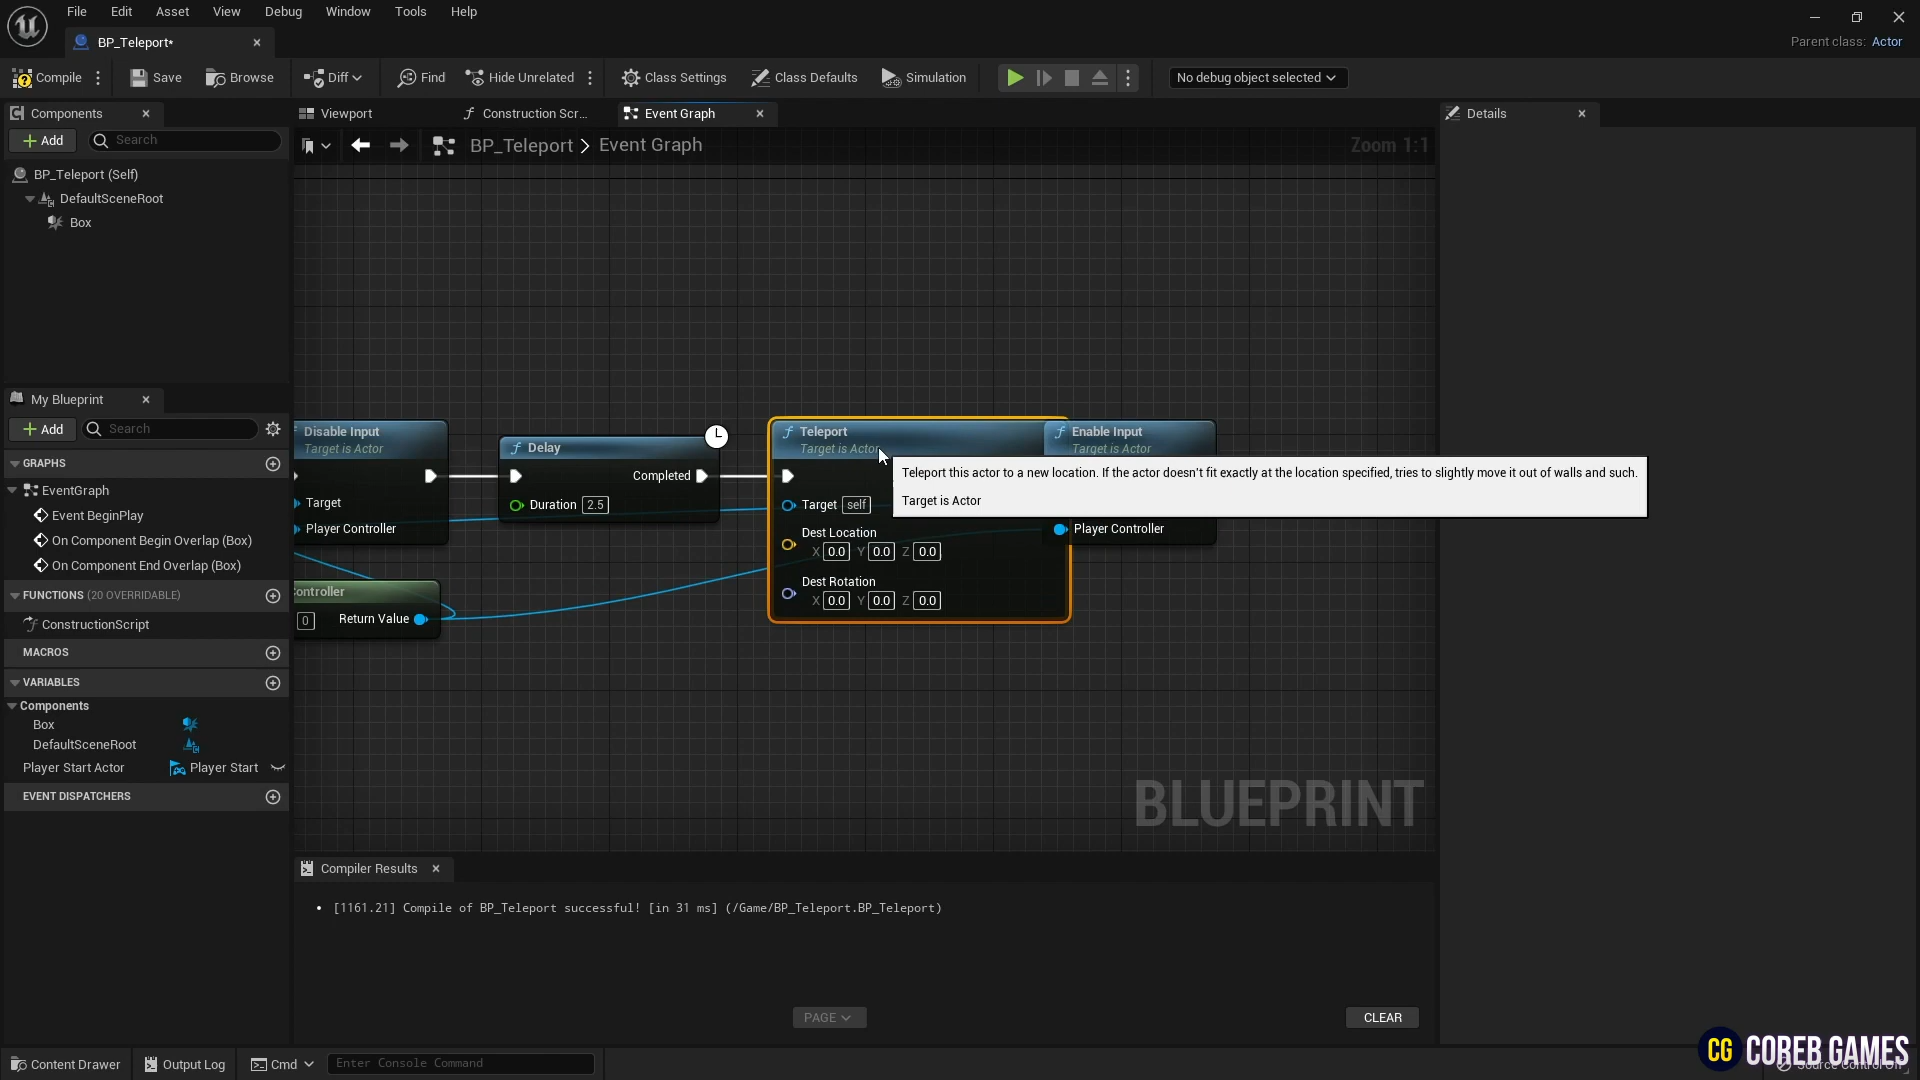 File Edit Asset View Debug Window Tools Help
BP_Teleport*
Parent class: Actor
Compile Save Browse Diff Find Hide Unrelated Class Settings Class Defaults Simulation No debug object selected
Components Viewport Construction Scr... Event Graph Details
Add Search
BP_Teleport > Event Graph Zoom 1:1
BP_Teleport (Self)
DefaultSceneRoot
Box
My Blueprint
Add Search
GRAPHS
EventGraph
Event BeginPlay
On Component Begin Overlap (Box)
On Component End Overlap (Box)
FUNCTIONS (20 OVERRIDABLE)
ConstructionScript
MACROS
VARIABLES
Components
Box
DefaultSceneRoot
Player Start Actor Player Start
EVENT DISPATCHERS
Disable Input
Target is Actor
Target
Player Controller
ontroller
0 Return Value
Delay
Completed
Duration 2.5
Teleport
Target is Actor
Target self
Dest Location
X 0.0 Y 0.0 Z 0.0
Dest Rotation
X 0.0 Y 0.0 Z 0.0
Enable Input
Target is Actor
Player Controller
Teleport this actor to a new location. If the actor doesn't fit exactly at the location specified, tries to slightly move it out of walls and such.
Target is Actor
BLUEPRINT
Compiler Results
[1161.21] Compile of BP_Teleport successful! [in 31 ms] (/Game/BP_Teleport.BP_Teleport)
PAGE CLEAR
Content Drawer Output Log Cmd Enter Console Command
Source Control Off
CG COREB GAMES